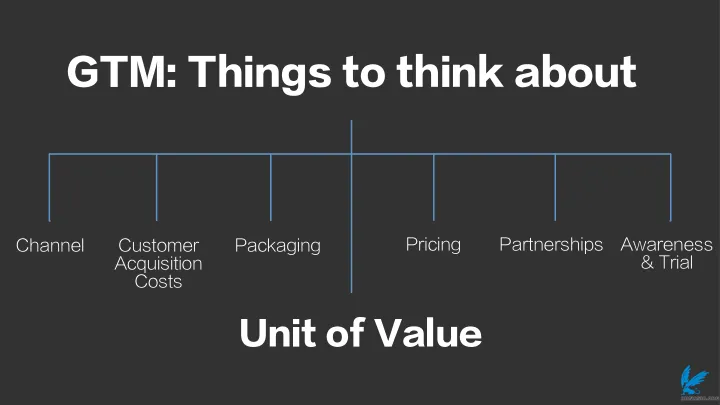 GTM: Things to think about
Channel
Customer
Acquisition
Costs
Packaging
Pricing
Partnerships
Awareness
& Trial
Unit of Value